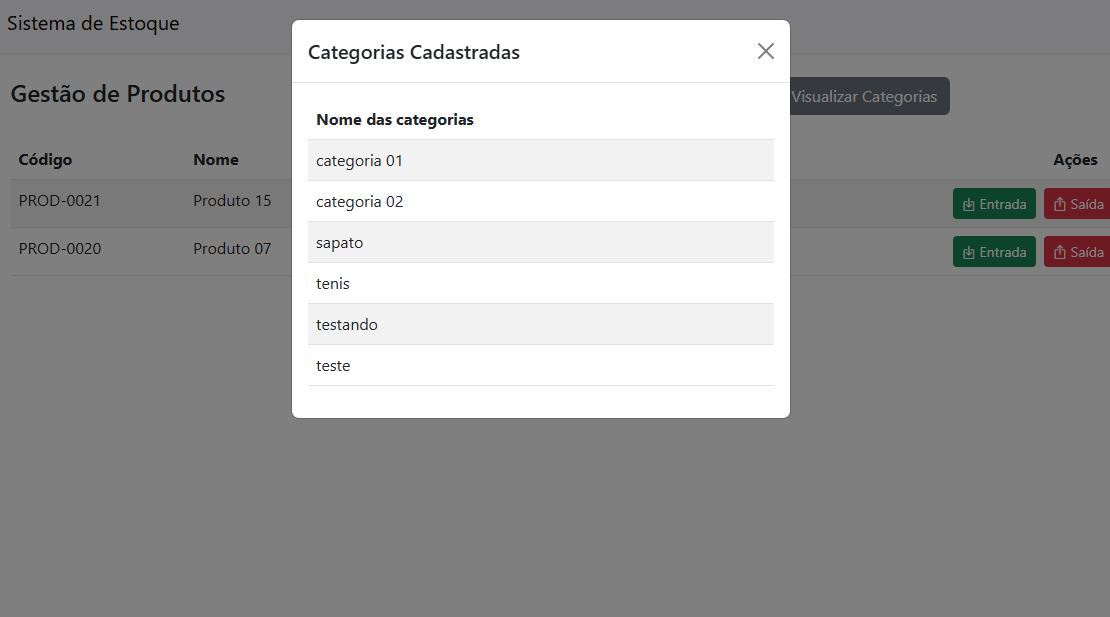 Sistema de Estoque
Categorias Cadastradas
Gestão de Produtos
Visualizar Categorias
Nome das categorias
Código Nome Ações
categoria 01
PROD-0021 Produto 15 Entrada Saída
categoria 02
sapato
PROD-0020 Produto 07 Entrada Saída
tenis
testando
teste